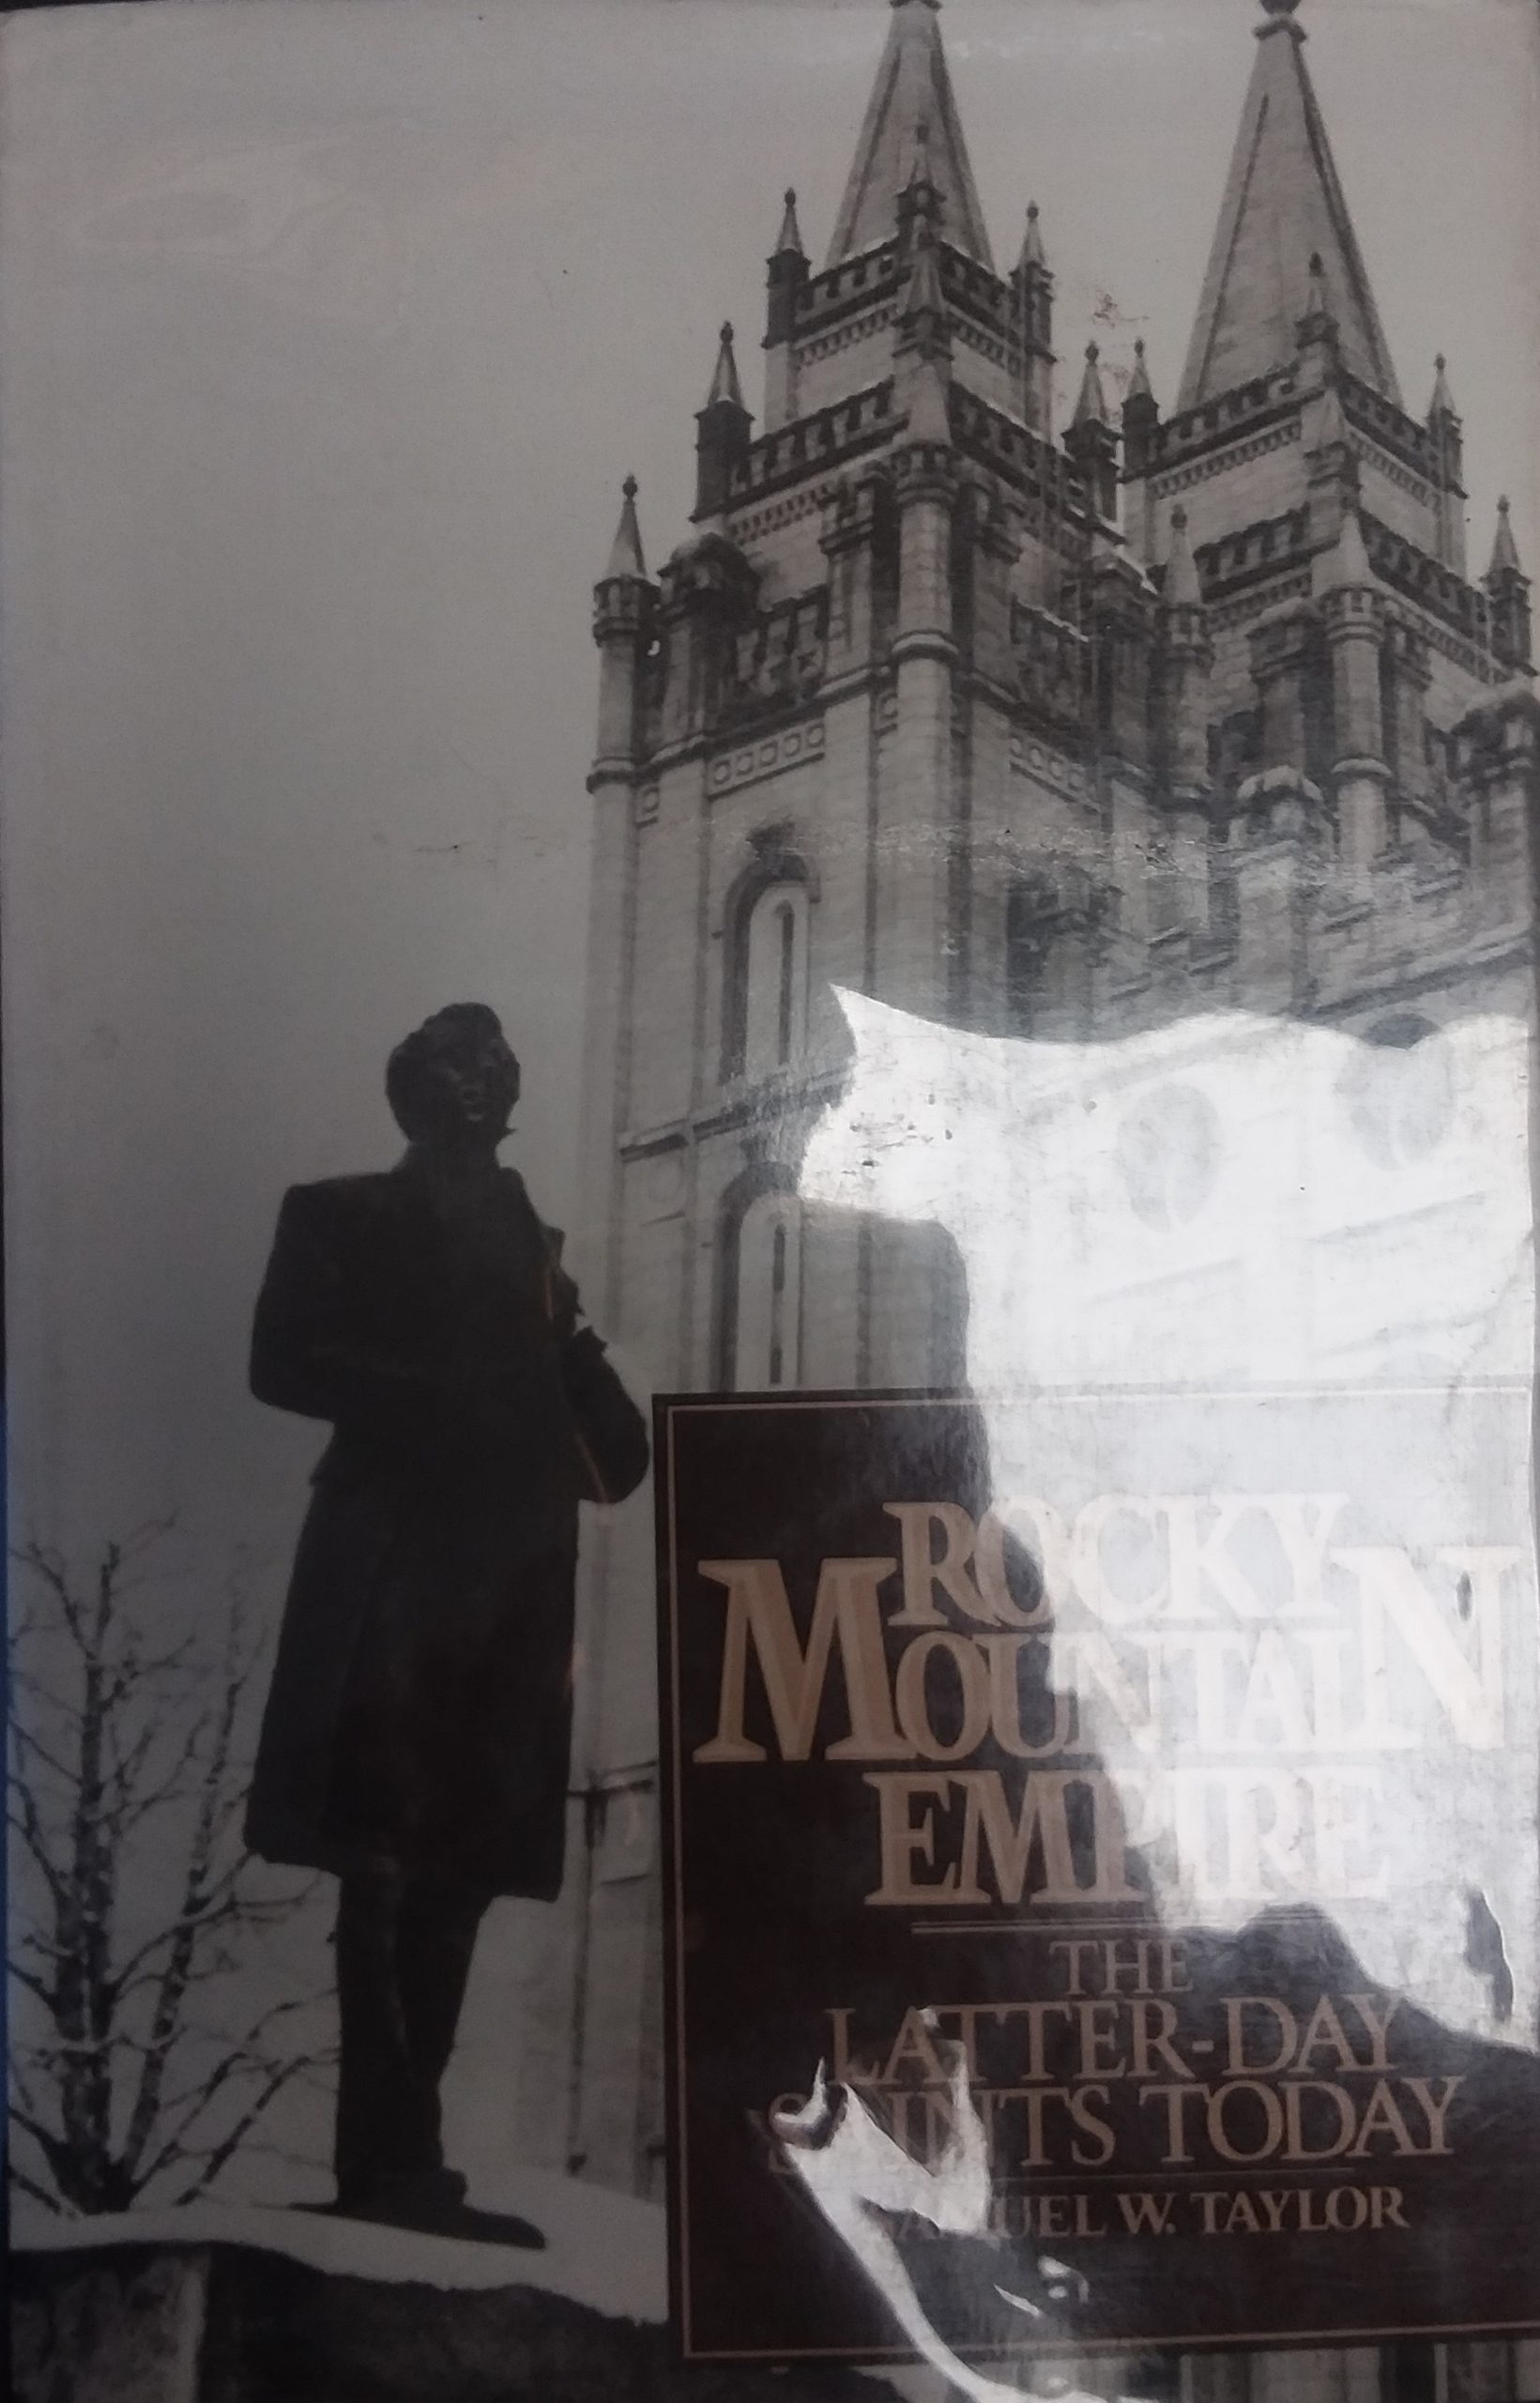 ROCKY
MOUNTAIN
EMPIRE
THE
LATTER-DAY
SAINTS TODAY
SAMUEL W. TAYLOR